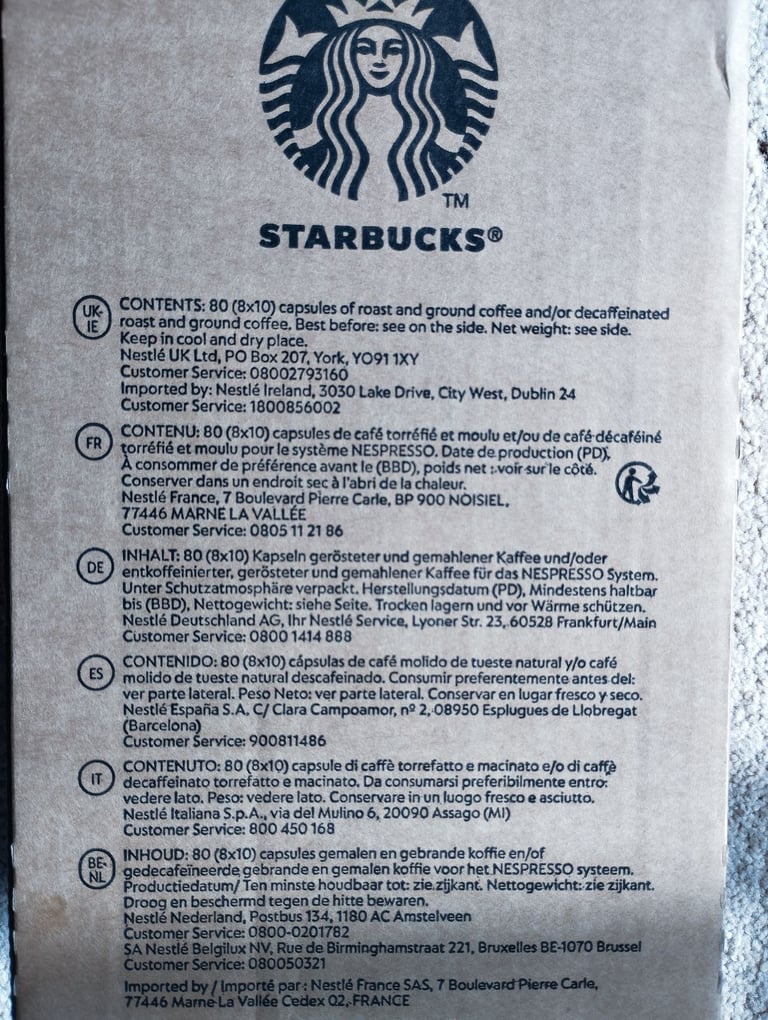 TM
STARBUCKS®
UK-
IE
CONTENTS: 80 (8x10) capsules of roast and ground coffee and/or decaffeinated
roast and ground coffee. Best before: see on the side. Net weight: see side.
Keep in cool and dry place.
Nestlé UK Ltd, PO Box 207, York, YO91 1XY
Customer Service: 08002793160
Imported by: Nestlé Ireland, 3030 Lake Drive, City West, Dublin 24
Customer Service: 1800856002
FR
CONTENU: 80 (8x10) capsules de café torréfié et moulu et/ou de café décaféiné
torréfié et moulu pour le système NESPRESSO. Date de production (PD),
À consommer de préférence avant le (BBD), poids net : voir sur le côté.
Conserver dans un endroit sec à l'abri de la chaleur.
Nestlé France, 7 Boulevard Pierre Carle, BP 900 NOISIEL,
77446 MARNE LA VALLÉE
Customer Service: 0805 11 21 86
DE
INHALT: 80 (8x10) Kapseln gerösteter und gemahlener Kaffee und/oder
entkoffeinierter, gerösteter und gemahlener Kaffee für das NESPRESSO System.
Unter Schutzatmosphäre verpackt. Herstellungsdatum (PD), Mindestens haltbar
bis (BBD), Nettogewicht: siehe Seite. Trocken lagern und vor Wärme schützen.
Nestlé Deutschland AG, Ihr Nestlé Service, Lyoner Str. 23, 60528 Frankfurt/Main
Customer Service: 0800 1414 888
ES
CONTENIDO: 80 (8x10) cápsulas de café molido de tueste natural y/o café
molido de tueste natural descafeinado. Consumir preferentemente antes del:
ver parte lateral. Peso Neto: ver parte lateral. Conservar en lugar fresco y seco.
Nestlé España S.A. C/ Clara Campoamor, nº 2, 08950 Esplugues de Llobregat
(Barcelona)
Customer Service: 900811486
IT
CONTENUTO: 80 (8x10) capsule di caffè torrefatto e macinato e/o di caffè
decaffeinato torrefatto e macinato. Da consumarsi preferibilmente entro:
vedere lato. Peso: vedere lato. Conservare in un luogo fresco e asciutto.
Nestlé Italiana S.p.A., via del Mulino 6, 20090 Assago (MI)
Customer Service: 800 450 168
BE-
NL
INHOUD: 80 (8x10) capsules gemalen en gebrande koffie en/of
gedecafeïneerde gebrande en gemalen koffie voor het NESPRESSO systeem.
Productiedatum/ Ten minste houdbaar tot: zie zijkant. Nettogewicht: zie zijkant.
Droog en beschermd tegen de hitte bewaren.
Nestlé Nederland, Postbus 134, 1180 AC Amstelveen
Customer Service: 0800-0201782
SA Nestlé Belgilux NV, Rue de Birminghamstraat 221, Bruxelles BE-1070 Brussel
Customer Service: 080050321
Imported by / Importé par : Nestlé France SAS, 7 Boulevard Pierre Carle,
77446 Marne La Vallée Cedex 02, FRANCE